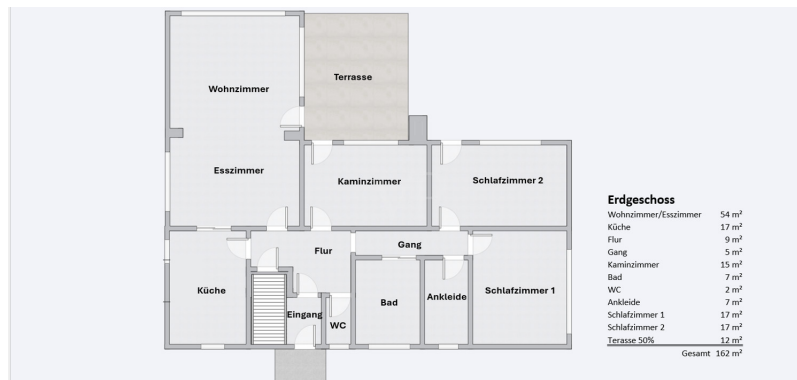 Wohnzimmer
Terrasse
Esszimmer
Kaminzimmer
Schlafzimmer 2
Flur
Gang
Küche
Eingang
WC
Bad
Ankleide
Schlafzimmer 1
Erdgeschoss
Wohnzimmer/Esszimmer 54 m²
Küche 17 m²
Flur 9 m²
Gang 5 m²
Kaminzimmer 15 m²
Bad 7 m²
WC 2 m²
Ankleide 7 m²
Schlafzimmer 1 17 m²
Schlafzimmer 2 17 m²
Terasse 50% 12 m²
Gesamt 162 m²